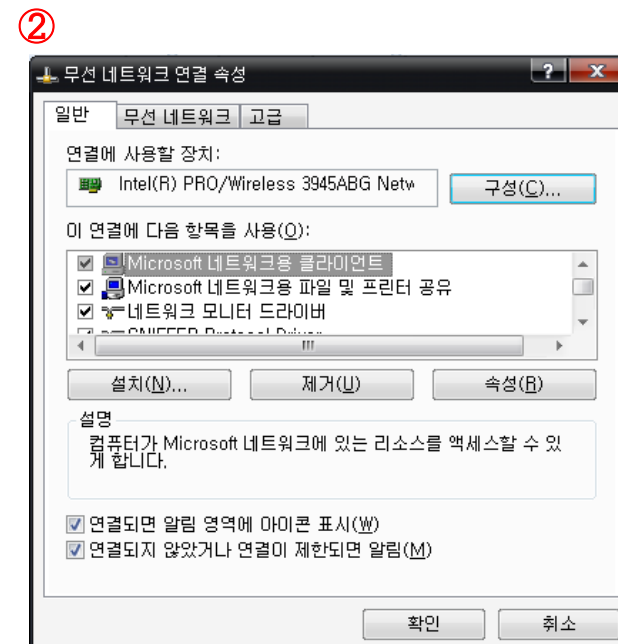 ②
무선 네트워크 연결 속성
일반 무선 네트워크 고급
연결에 사용할 장치:
Intel(R) PRO/Wireless 3945ABG Netw 구성(C)...
이 연결에 다음 항목을 사용(O):
Microsoft 네트워크용 클라이언트
Microsoft 네트워크용 파일 및 프린터 공유
네트워크 모니터 드라이버
SNIFFER Protocol Driver
설치(N)... 제거(U) 속성(R)
설명
컴퓨터가 Microsoft 네트워크에 있는 리소스를 액세스할 수 있
게 합니다.
연결되면 알림 영역에 아이콘 표시(W)
연결되지 않았거나 연결이 제한되면 알림(M)
확인 취소